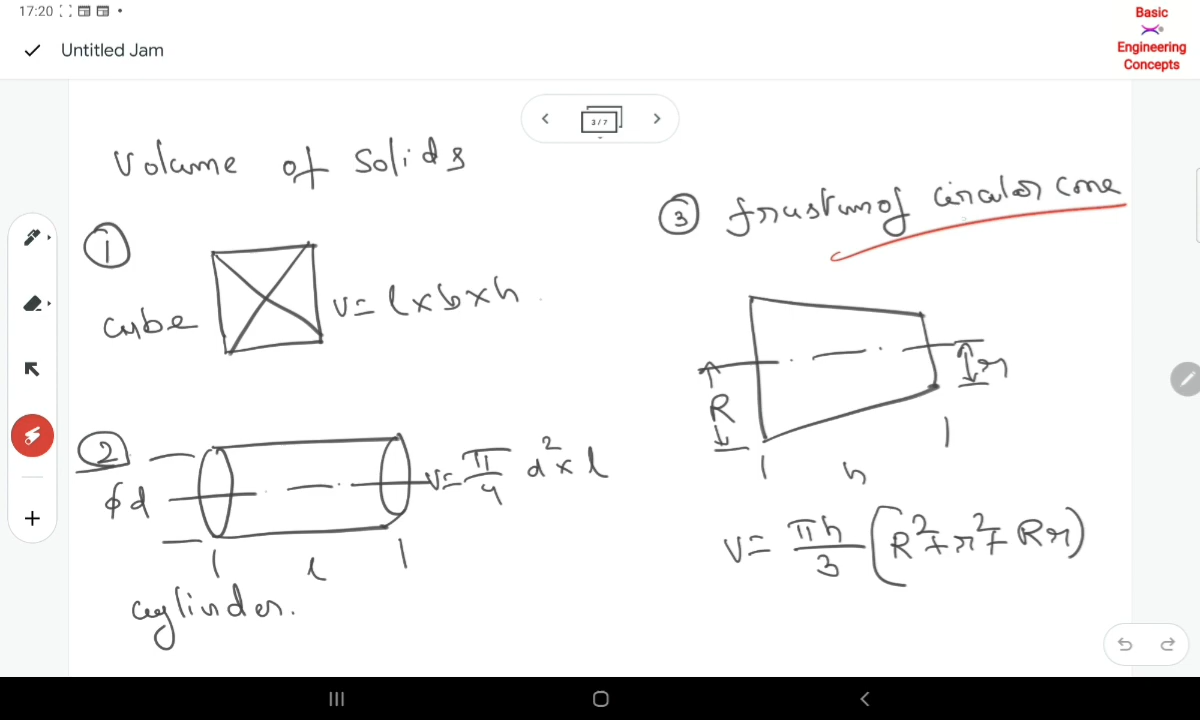 17:20
Untitled Jam
Basic
Engineering
Concepts
3 / 7
Volume of Solids
①
cube
V = l x b x h
②
ϕd
V = π/4 d² x l
l
cylinder.
③ frustum of circular cone
R
r
h
V = πh/3 (R² + r² + Rr)